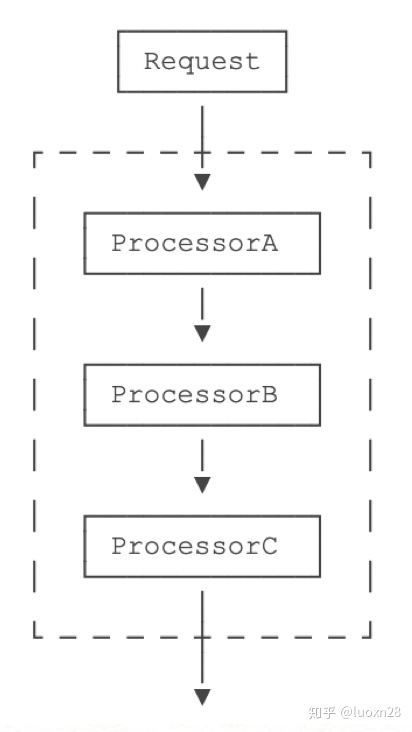 Request
ProcessorA
ProcessorB
ProcessorC
知乎 @luoxn28